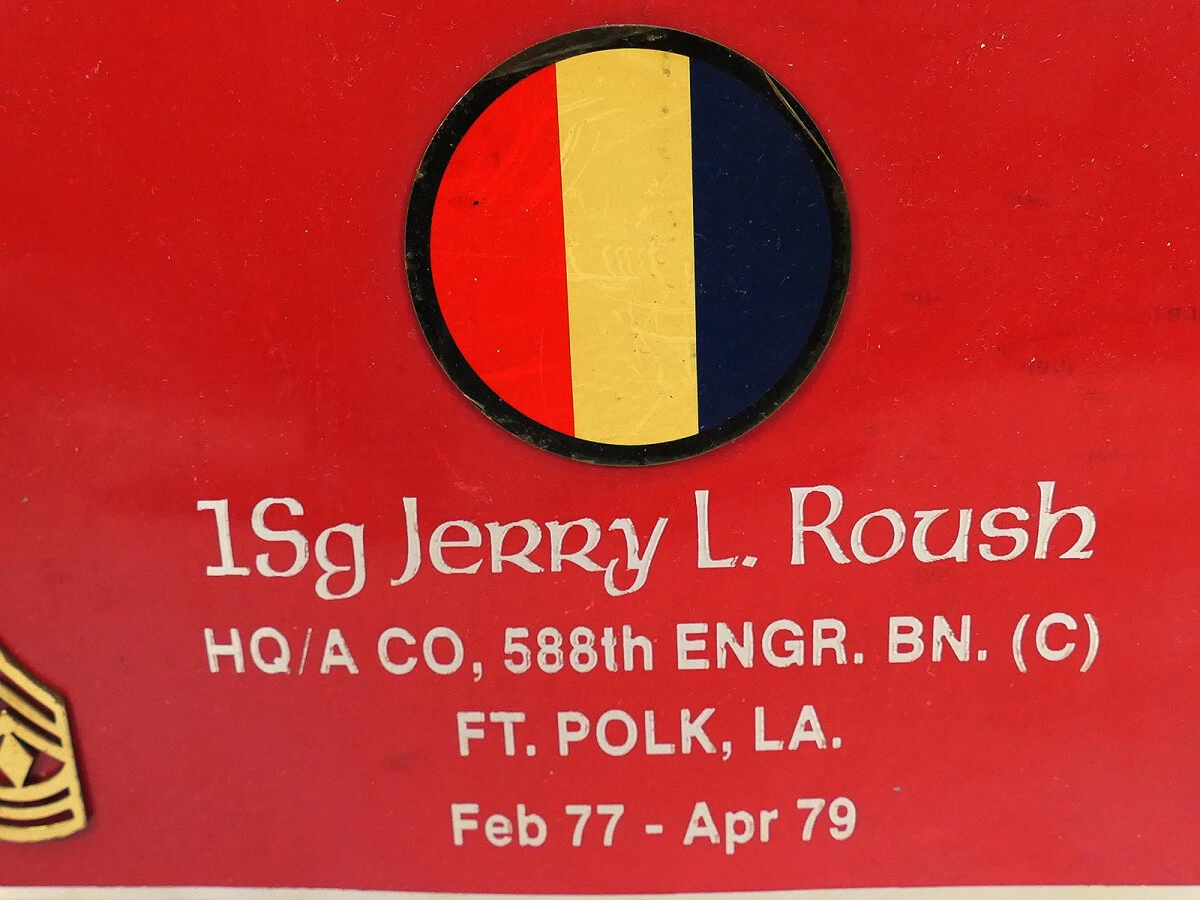 1Sg Jerry L. Roush
HQ/A CO, 588th ENGR. BN. (C)
FT. POLK, LA.
Feb 77 - Apr 79